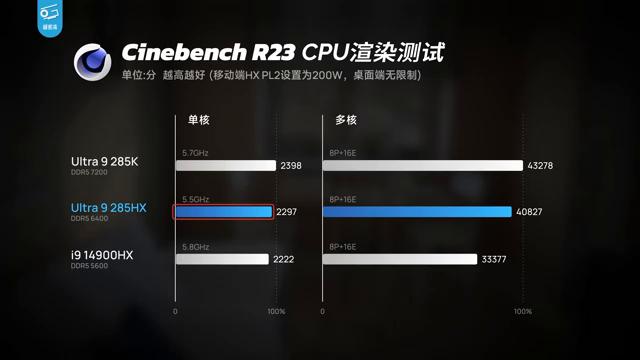 Cinebench R23 CPU渲染测试
单位:分 越高越好 (移动端HX PL2设置为200W，桌面端无限制)
单核
多核
Ultra 9 285K
DDR5 7200
5.7GHz
2398
8P+16E
43278
Ultra 9 285HX
DDR5 6400
5.5GHz
2297
8P+16E
40827
i9 14900HX
DDR5 5600
5.8GHz
2222
8P+16E
33377
0
100%
0
100%